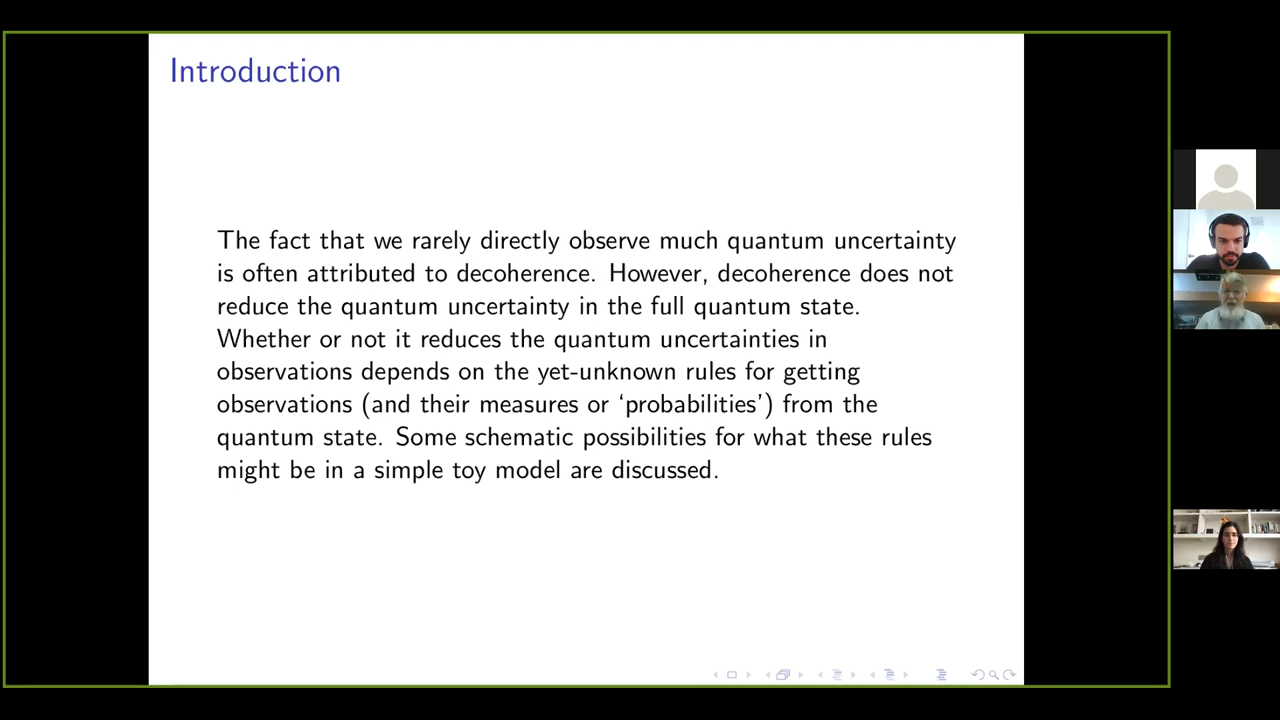 Introduction
The fact that we rarely directly observe much quantum uncertainty
is often attributed to decoherence. However, decoherence does not
reduce the quantum uncertainty in the full quantum state.
Whether or not it reduces the quantum uncertainties in
observations depends on the yet-unknown rules for getting
observations (and their measures or ‘probabilities’) from the
quantum state. Some schematic possibilities for what these rules
might be in a simple toy model are discussed.